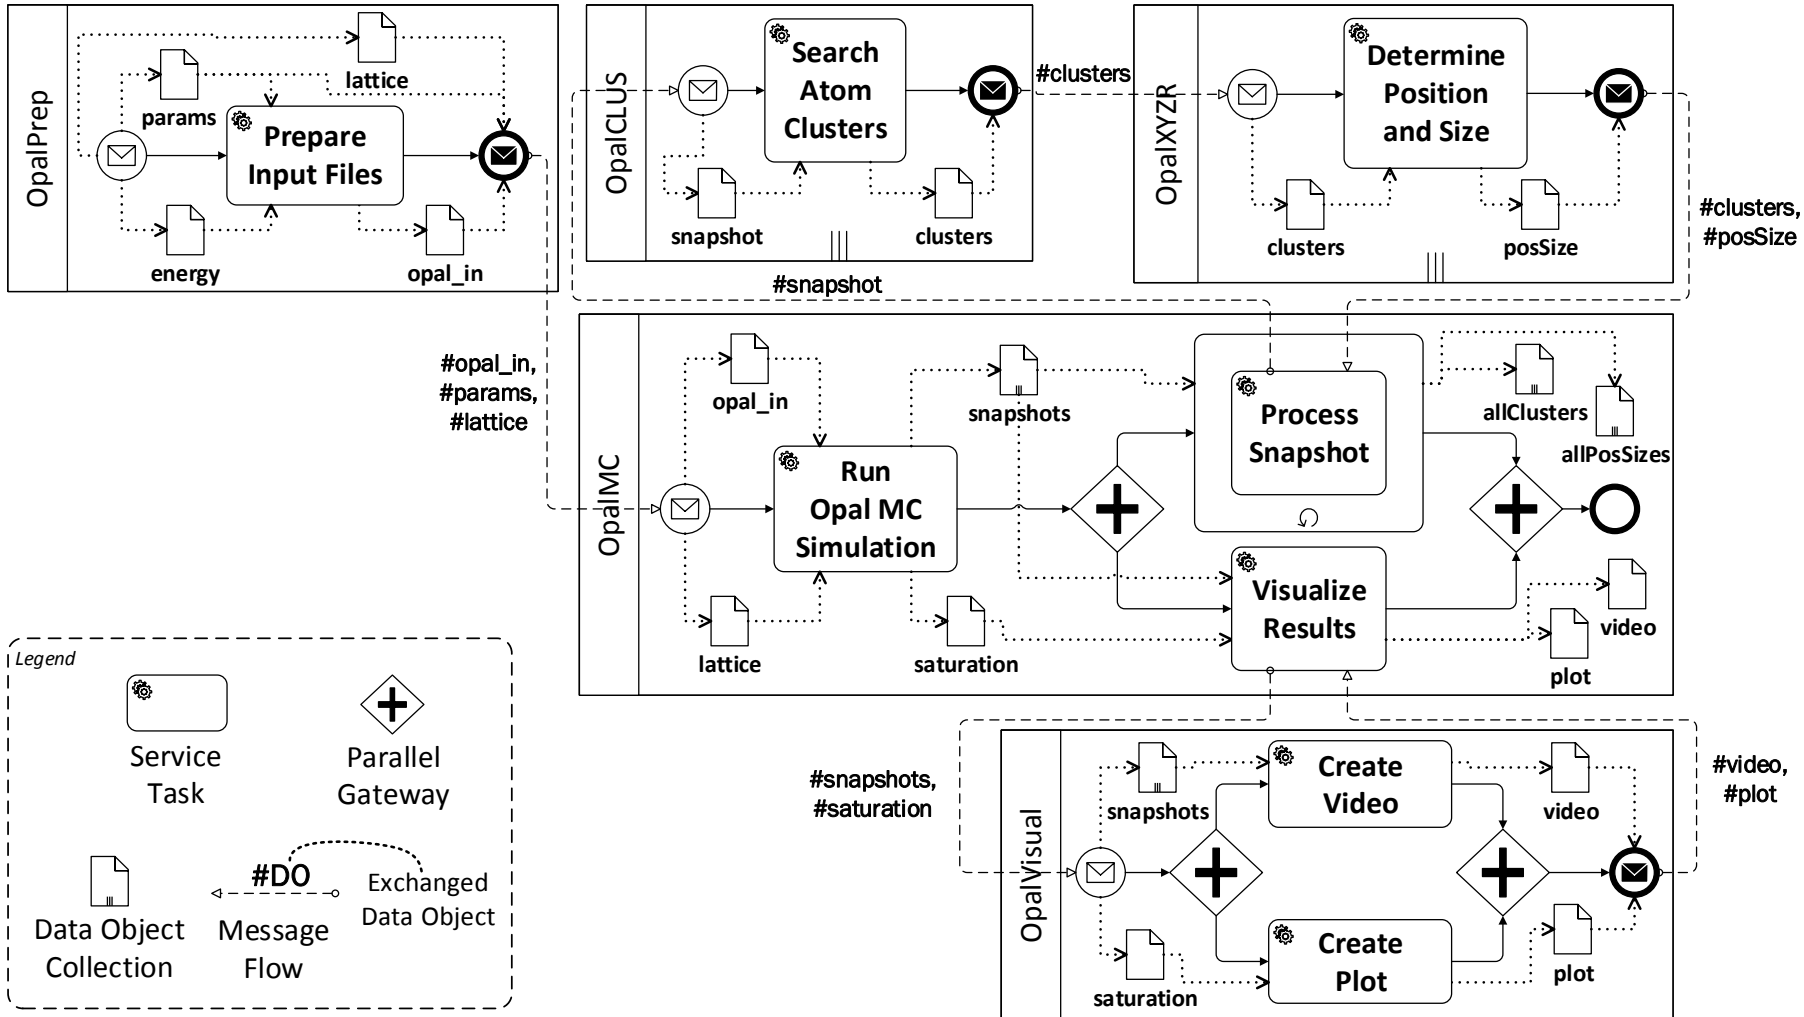 OpalPrep
lattice
params
Prepare
Input Files
energy
opal_in
OpalCLUS
Search
Atom
Clusters
snapshot
clusters
#clusters
OpalXYZR
Determine
Position
and Size
clusters
posSize
#clusters,
#posSize
#snapshot
#opal_in,
#params,
#lattice
OpalMC
opal_in
snapshots
Run
Opal MC
Simulation
lattice
saturation
Process
Snapshot
allClusters
allPosSizes
Visualize
Results
video
plot
#snapshots,
#saturation
OpalVisual
snapshots
Create
Video
video
saturation
Create
Plot
plot
#video,
#plot
Legend
Service
Task
Parallel
Gateway
Data Object
Collection
#DO
Message
Flow
Exchanged
Data Object